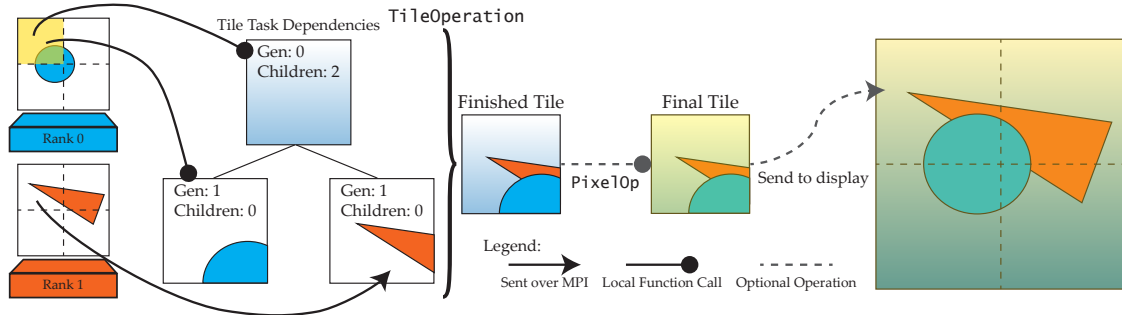 Tile Task Dependencies
TileOperation
Gen: 0
Children: 2
Rank 0
Gen: 1
Children: 0
Gen: 1
Children: 0
Rank 1
Finished Tile
PixelOp
Final Tile
Send to display
Legend:
Sent over MPI
Local Function Call
Optional Operation